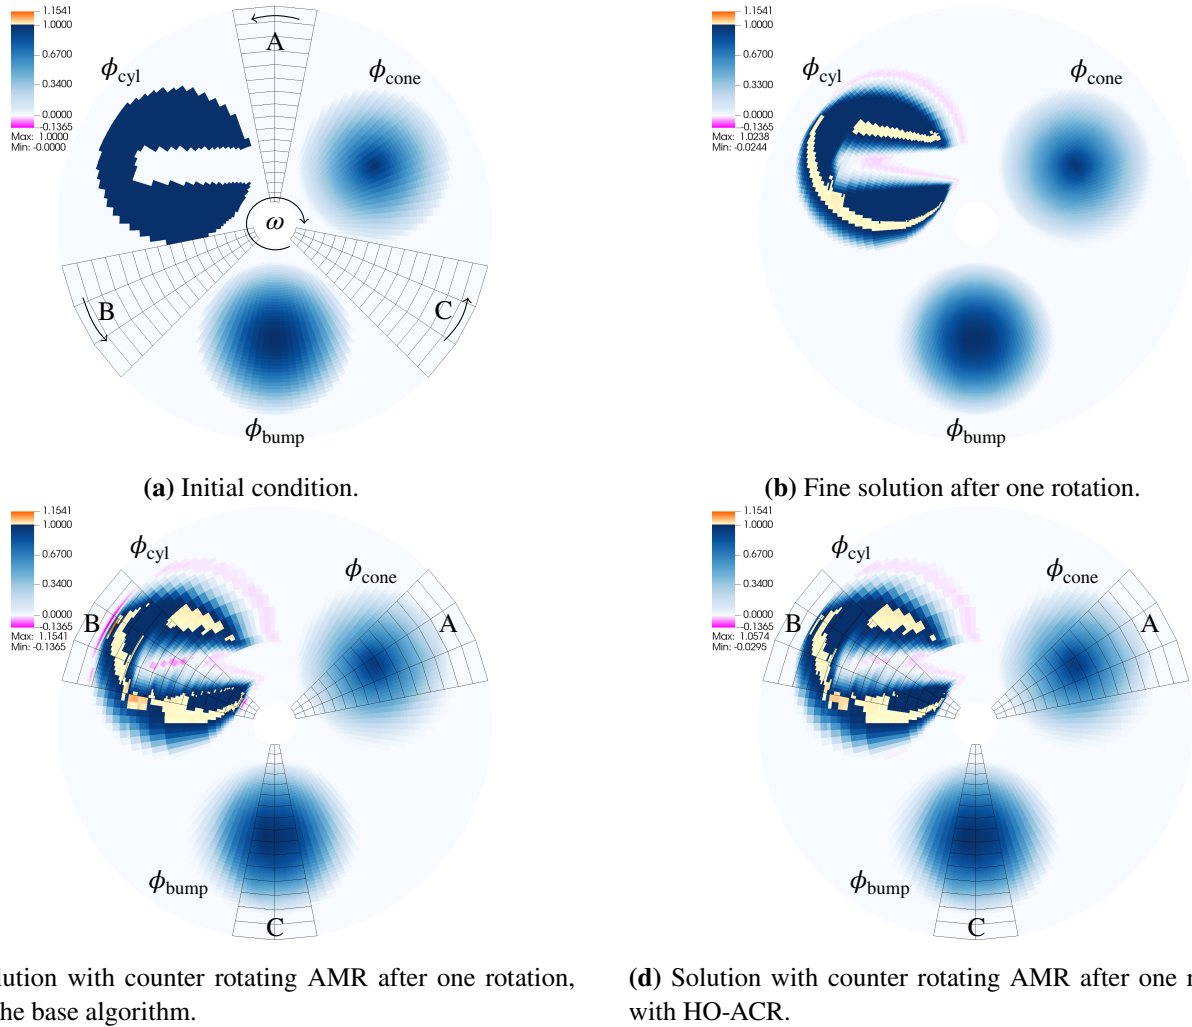 1.1541
1.0000
0.6700
0.3400
0.0000
-0.1365
Max: 1.0000
Min: -0.0000
ϕcyl
A
ϕcone
ω
B
C
ϕbump
(a) Initial condition.
1.1541
1.0000
0.6700
0.3400
0.0000
-0.1365
Max: 1.0238
Min: -0.0244
ϕcyl
ϕcone
ϕbump
(b) Fine solution after one rotation.
1.1541
1.0000
0.6700
0.3400
0.0000
-0.1365
Max: 1.1541
Min: -0.1365
ϕcyl
ϕcone
B
A
ϕbump
C
lution with counter rotating AMR after one rotation,
he base algorithm.
1.1541
1.0000
0.6700
0.3400
0.0000
-0.1365
Max: 1.0574
Min: -0.0295
ϕcyl
ϕcone
B
A
ϕbump
C
(d) Solution with counter rotating AMR after one r
with HO-ACR.